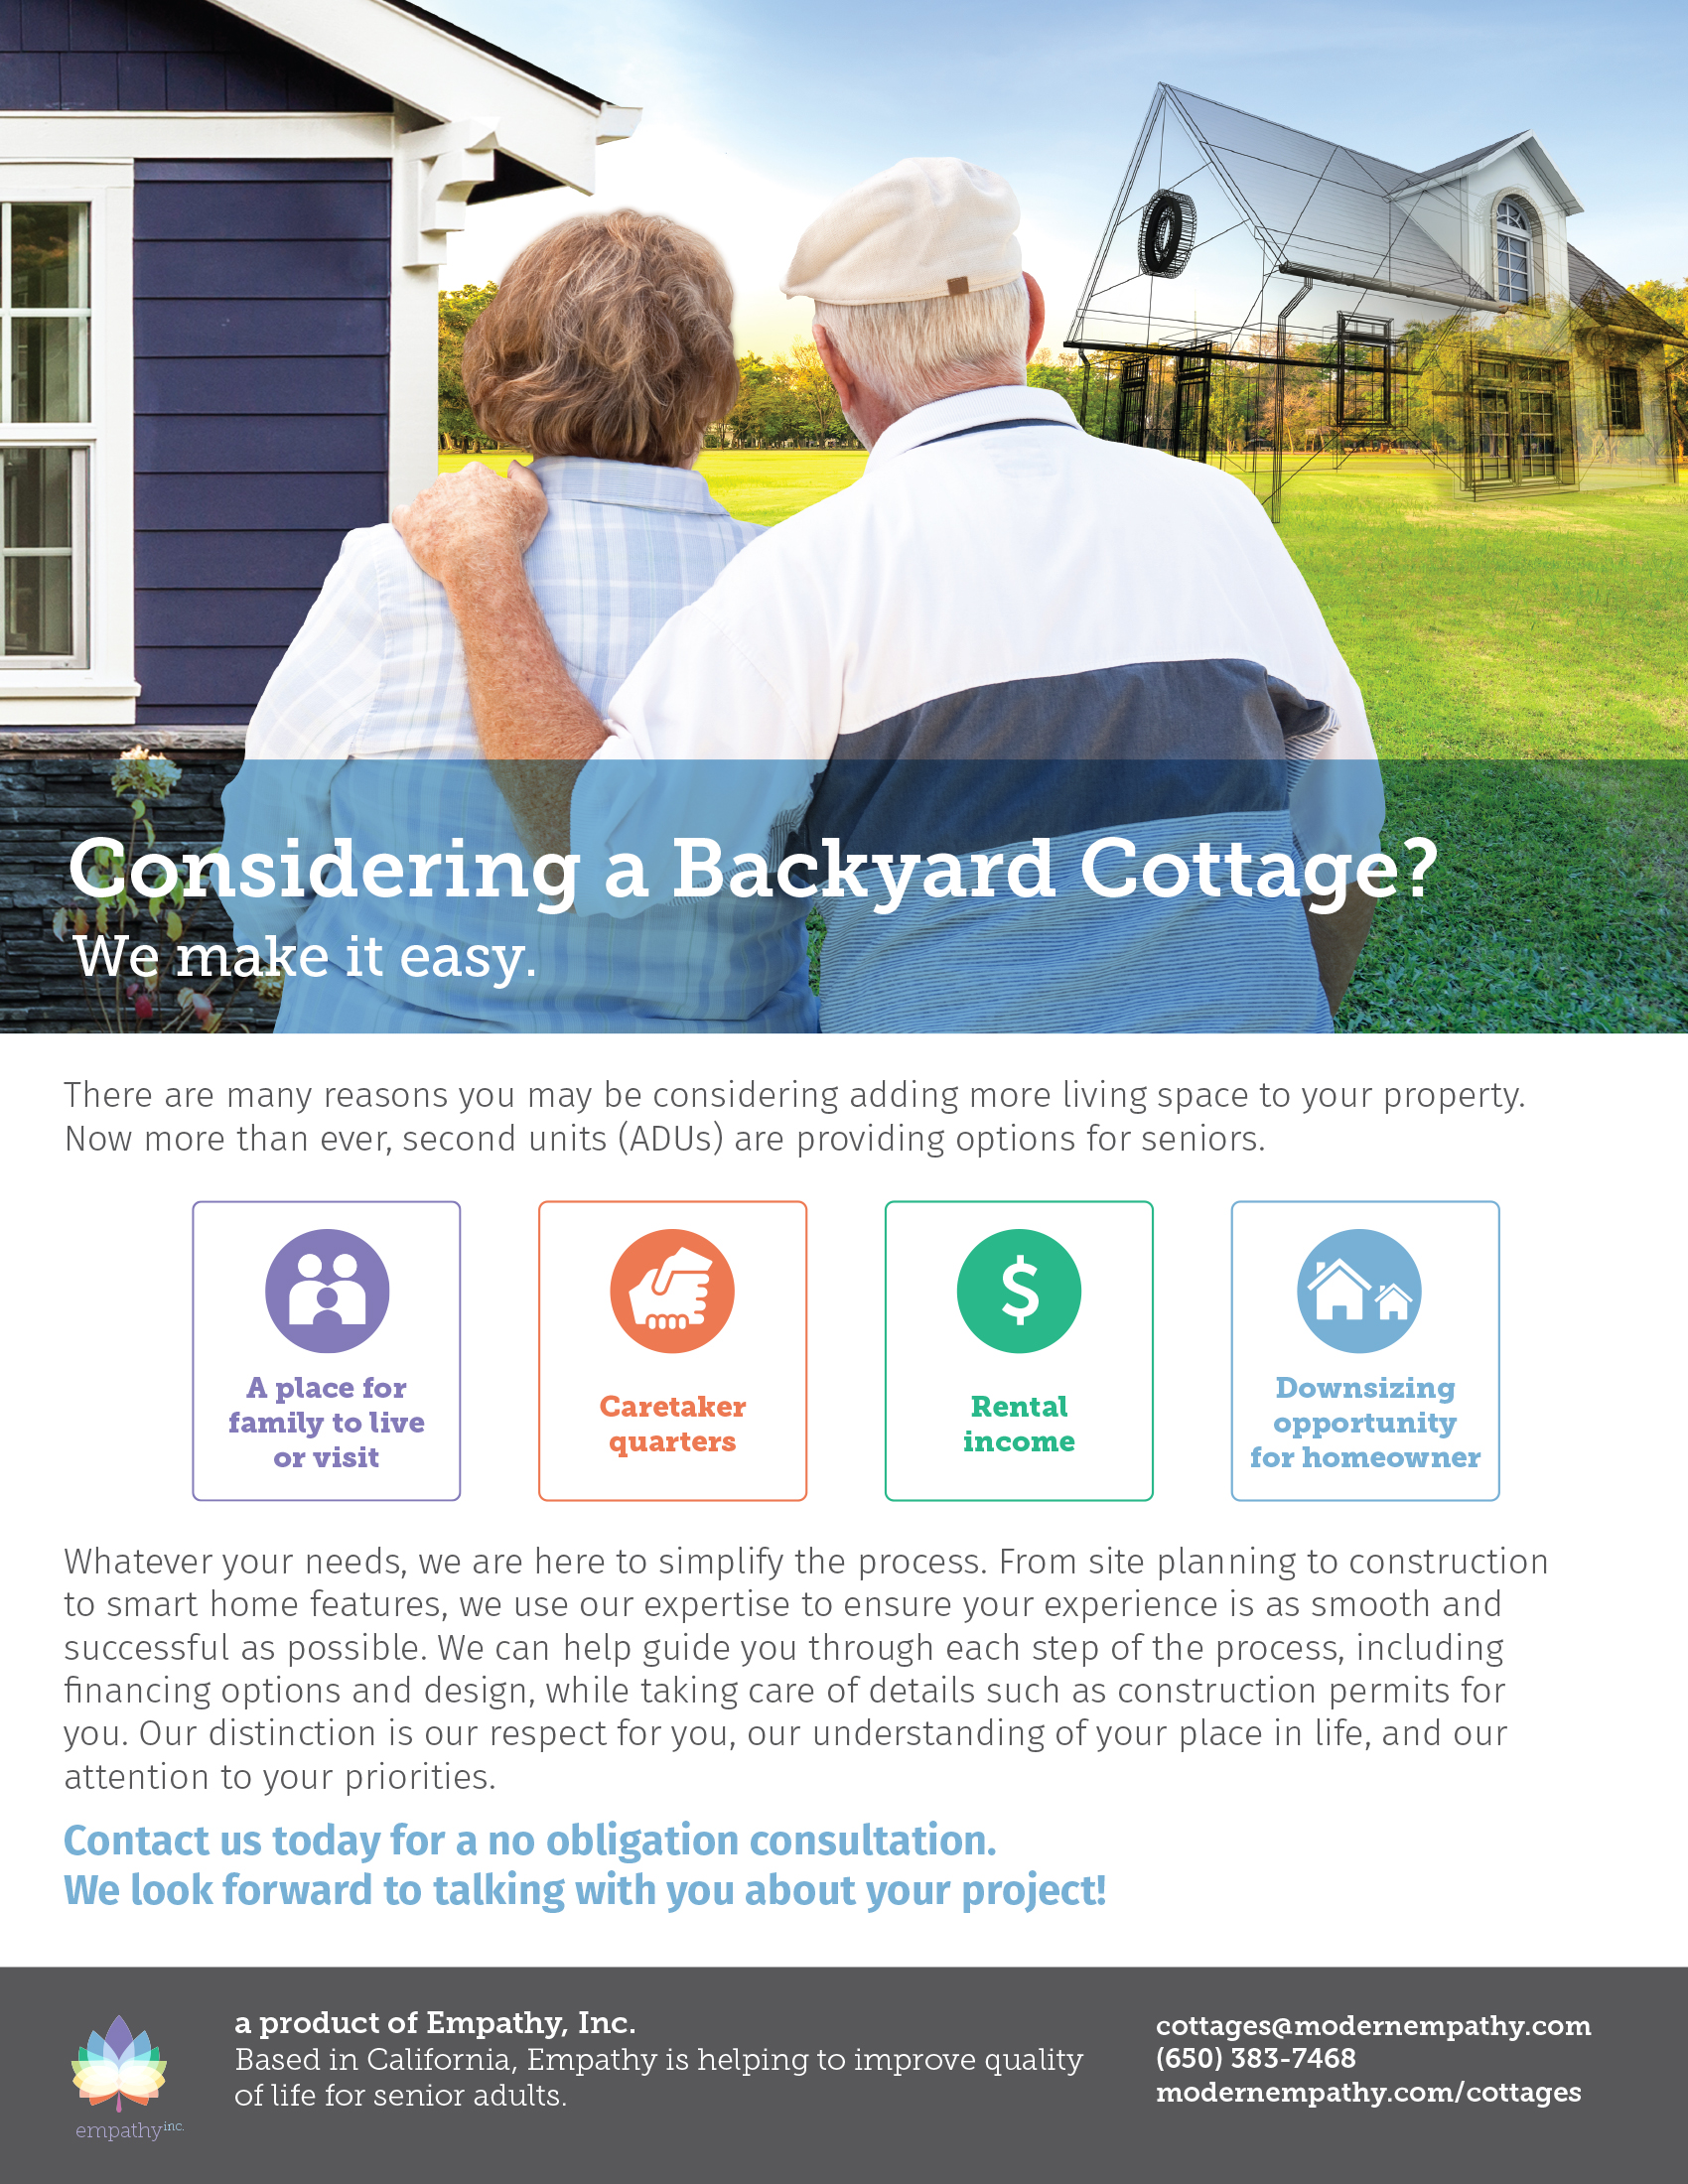 Considering a Backyard Cottage?
We make it easy.
There are many reasons you may be considering adding more living space to your property.
Now more than ever, second units (ADUs) are providing options for seniors.
A place for
family to live
or visit
Caretaker
quarters
$
Rental
income
Downsizing
opportunity
for homeowner
Whatever your needs, we are here to simplify the process. From site planning to construction
to smart home features, we use our expertise to ensure your experience is as smooth and
successful as possible. We can help guide you through each step of the process, including
financing options and design, while taking care of details such as construction permits for
you. Our distinction is our respect for you, our understanding of your place in life, and our
attention to your priorities.
Contact us today for a no obligation consultation.
We look forward to talking with you about your project!
empathy inc.
a product of Empathy, Inc.
Based in California, Empathy is helping to improve quality
of life for senior adults.
cottages@modernempathy.com
(650) 383-7468
modernempathy.com/cottages